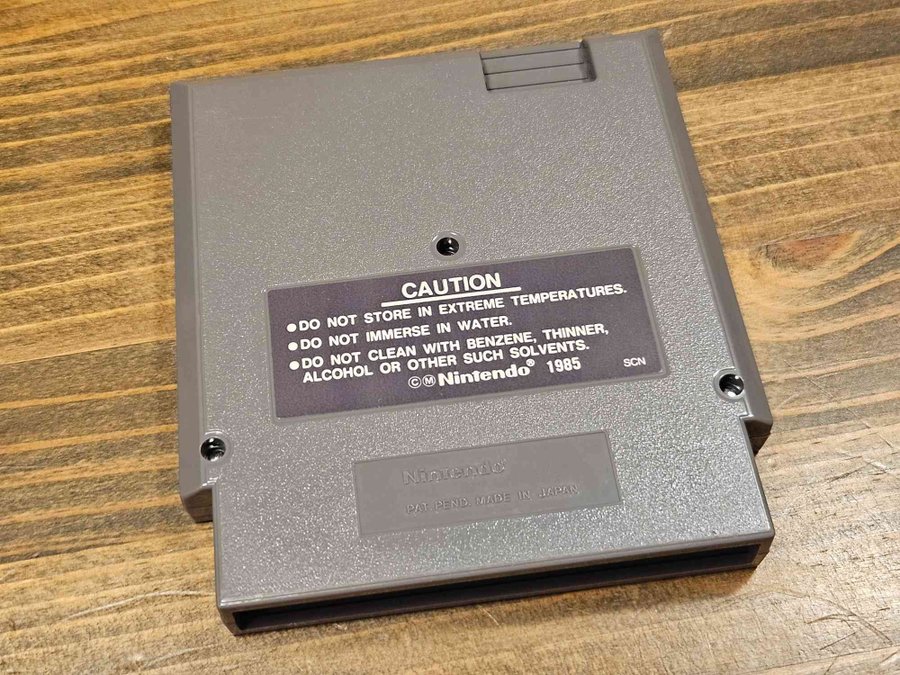 CAUTION
●DO NOT STORE IN EXTREME TEMPERATURES.
●DO NOT IMMERSE IN WATER.
●DO NOT CLEAN WITH BENZENE, THINNER,
ALCOHOL OR OTHER SUCH SOLVENTS.
ⒸⓂNintendo® 1985 SCN
Nintendo®
PAT. PEND. MADE IN JAPAN